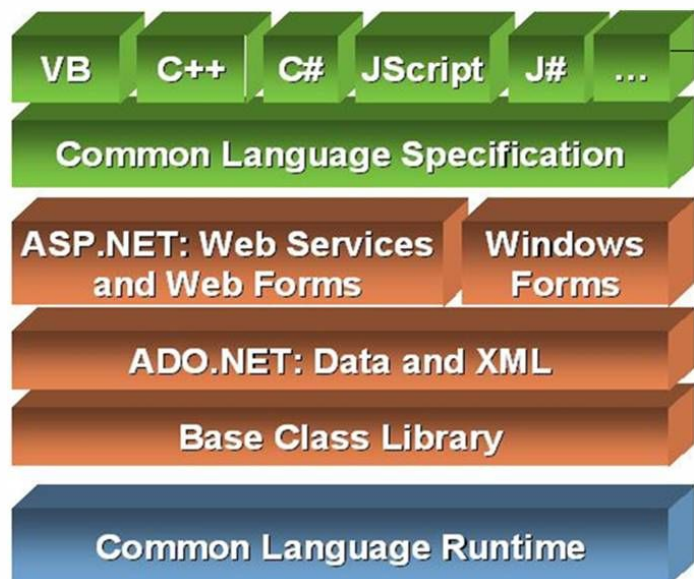 VB C++ C# JScript J# ...
Common Language Specification
ASP.NET: Web Services
and Web Forms
Windows
Forms
ADO.NET: Data and XML
Base Class Library
Common Language Runtime